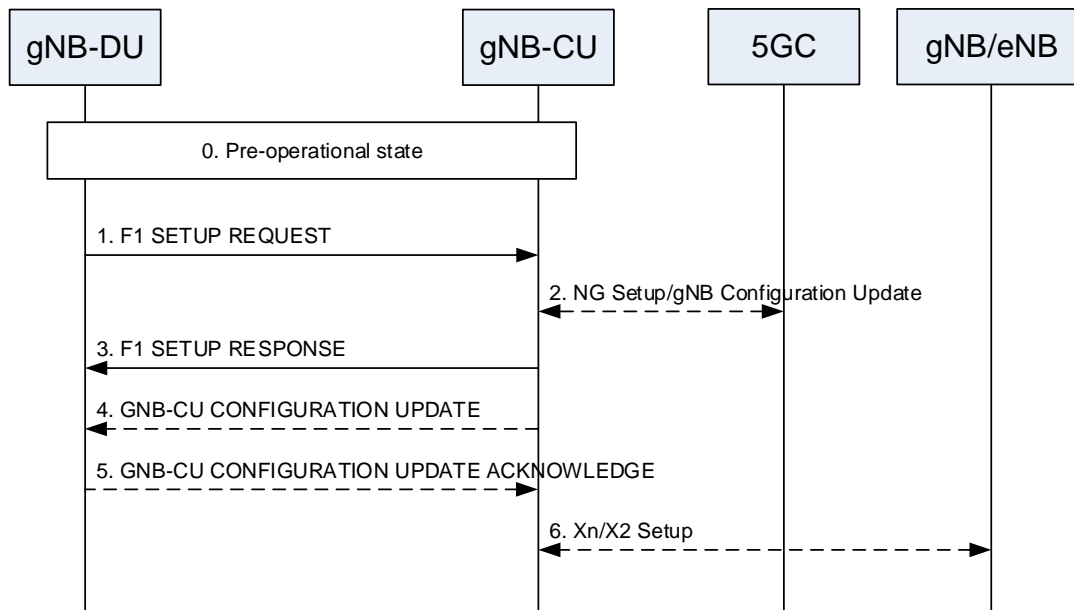 gNB-DU
gNB-CU
5GC
gNB/eNB
0. Pre-operational state
1. F1 SETUP REQUEST
2. NG Setup/gNB Configuration Update
3. F1 SETUP RESPONSE
4. GNB-CU CONFIGURATION UPDATE
5. GNB-CU CONFIGURATION UPDATE ACKNOWLEDGE
6. Xn/X2 Setup